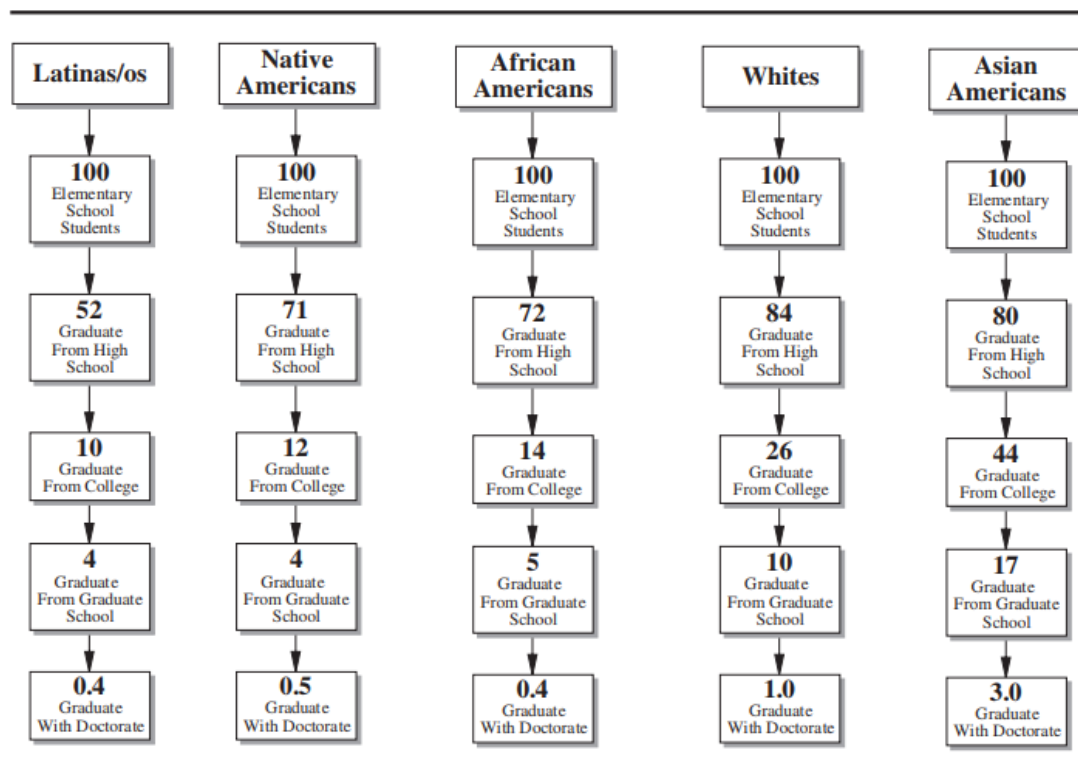 Latinas/os
100
Elementary
School
Students
52
Graduate
From High
School
10
Graduate
From College
4
Graduate
From Graduate
School
0.4
Graduate
With Doctorate
Native
Americans
100
Elementary
School
Students
71
Graduate
From High
School
12
Graduate
From College
4
Graduate
From Graduate
School
0.5
Graduate
With Doctorate
African
Americans
100
Elementary
School
Students
72
Graduate
From High
School
14
Graduate
From College
5
Graduate
From Graduate
School
0.4
Graduate
With Doctorate
Whites
100
Elementary
School
Students
84
Graduate
From High
School
26
Graduate
From College
10
Graduate
From Graduate
School
1.0
Graduate
With Doctorate
Asian
Americans
100
Elementary
School
Students
80
Graduate
From High
School
44
Graduate
From College
17
Graduate
From Graduate
School
3.0
Graduate
With Doctorate